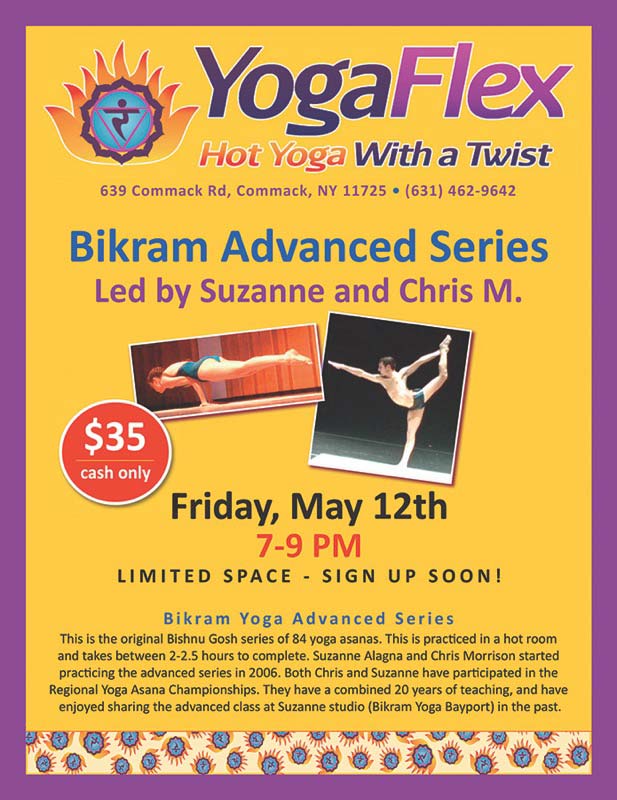 YogaFlex
Hot Yoga With a Twist
639 Commack Rd, Commack, NY 11725 • (631) 462-9642
Bikram Advanced Series
Led by Suzanne and Chris M.
$35
cash only
Friday, May 12th
7-9 PM
LIMITED SPACE - SIGN UP SOON!
Bikram Yoga Advanced Series
This is the original Bishnu Gosh series of 84 yoga asanas. This is practiced in a hot room
and takes between 2-2.5 hours to complete. Suzanne Alagna and Chris Morrison started
practicing the advanced series in 2006. Both Chris and Suzanne have participated in the
Regional Yoga Asana Championships. They have a combined 20 years of teaching, and have
enjoyed sharing the advanced class at Suzanne studio (Bikram Yoga Bayport) in the past.